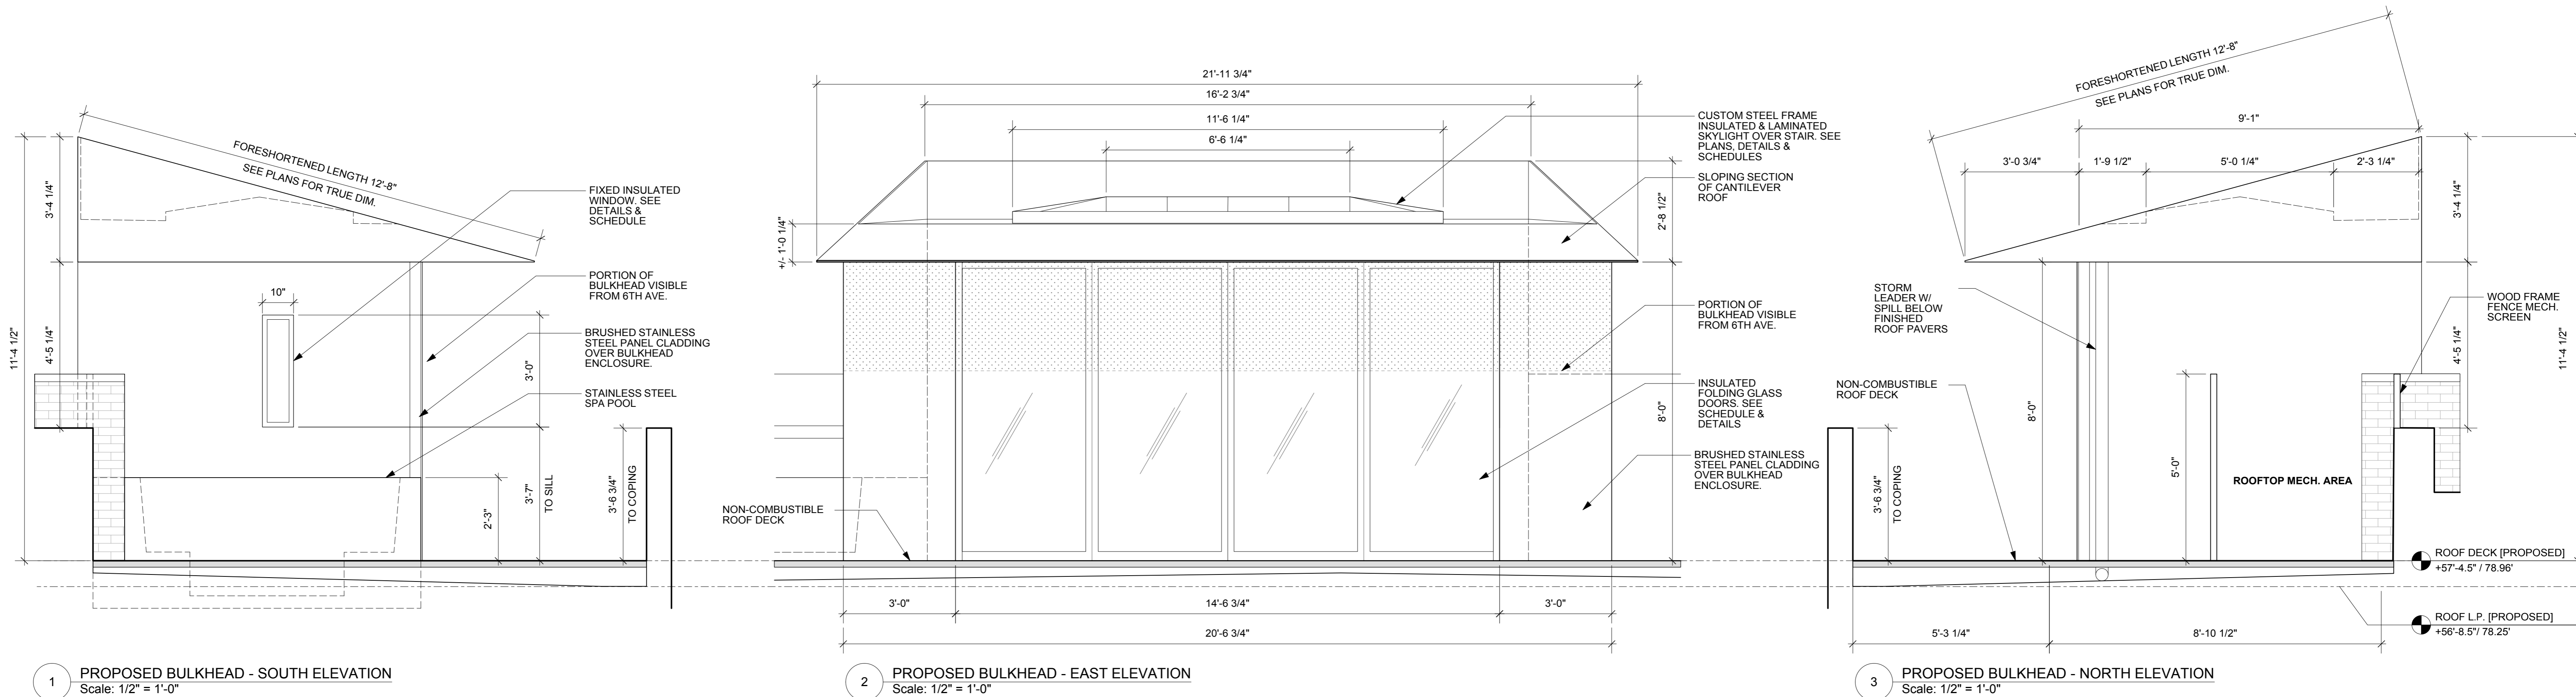 FORESHORTENED LENGTH 12'-8"
SEE PLANS FOR TRUE DIM.
3'-4 1/4"
11'-4 1/2"
4'-5 1/4"
10"
FIXED INSULATED
WINDOW. SEE
DETAILS &
SCHEDULE
PORTION OF
BULKHEAD VISIBLE
FROM 6TH AVE.
BRUSHED STAINLESS
STEEL PANEL CLADDING
OVER BULKHEAD
ENCLOSURE.
STAINLESS STEEL
SPA POOL
3'-0"
2'-3"
3'-7"
TO SILL
3'-6 3/4"
TO COPING
1
PROPOSED BULKHEAD - SOUTH ELEVATION
Scale: 1/2" = 1'-0"
21'-11 3/4"
16'-2 3/4"
11'-6 1/4"
6'-6 1/4"
+/- 1'-0 1/4"
2'-8 1/2"
8'-0"
CUSTOM STEEL FRAME
INSULATED & LAMINATED
SKYLIGHT OVER STAIR. SEE
PLANS, DETAILS &
SCHEDULES
SLOPING SECTION
OF CANTILEVER
ROOF
PORTION OF
BULKHEAD VISIBLE
FROM 6TH AVE.
INSULATED
FOLDING GLASS
DOORS. SEE
SCHEDULE &
DETAILS
BRUSHED STAINLESS
STEEL PANEL CLADDING
OVER BULKHEAD
ENCLOSURE.
NON-COMBUSTIBLE
ROOF DECK
3'-0"
14'-6 3/4"
3'-0"
20'-6 3/4"
2
PROPOSED BULKHEAD - EAST ELEVATION
Scale: 1/2" = 1'-0"
FORESHORTENED LENGTH 12'-8"
SEE PLANS FOR TRUE DIM.
9'-1"
3'-0 3/4"
1'-9 1/2"
5'-0 1/4"
2'-3 1/4"
3'-4 1/4"
4'-5 1/4"
11'-4 1/2"
STORM
LEADER W/
SPILL BELOW
FINISHED
ROOF PAVERS
WOOD FRAME
FENCE MECH.
SCREEN
NON-COMBUSTIBLE
ROOF DECK
8'-0"
5'-0"
3'-6 3/4"
TO COPING
ROOFTOP MECH. AREA
ROOF DECK [PROPOSED]
+57'-4.5" / 78.96'
ROOF L.P. [PROPOSED]
+56'-8.5"/ 78.25'
5'-3 1/4"
8'-10 1/2"
3
PROPOSED BULKHEAD - NORTH ELEVATION
Scale: 1/2" = 1'-0"